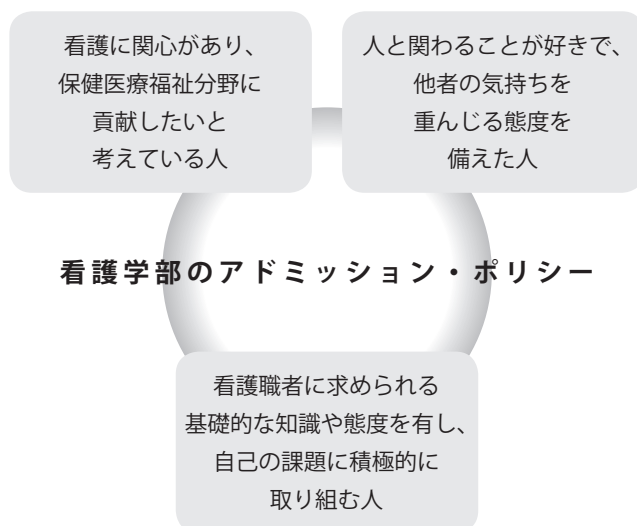 看護に関心があり、
保健医療福祉分野に
貢献したいと
考えている人
人と関わることが好きで、
他者の気持ちを
重んじる態度を
備えた人
看護学部のアドミッション・ポリシー
看護職者に求められる
基礎的な知識や態度を有し、
自己の課題に積極的に
取り組む人